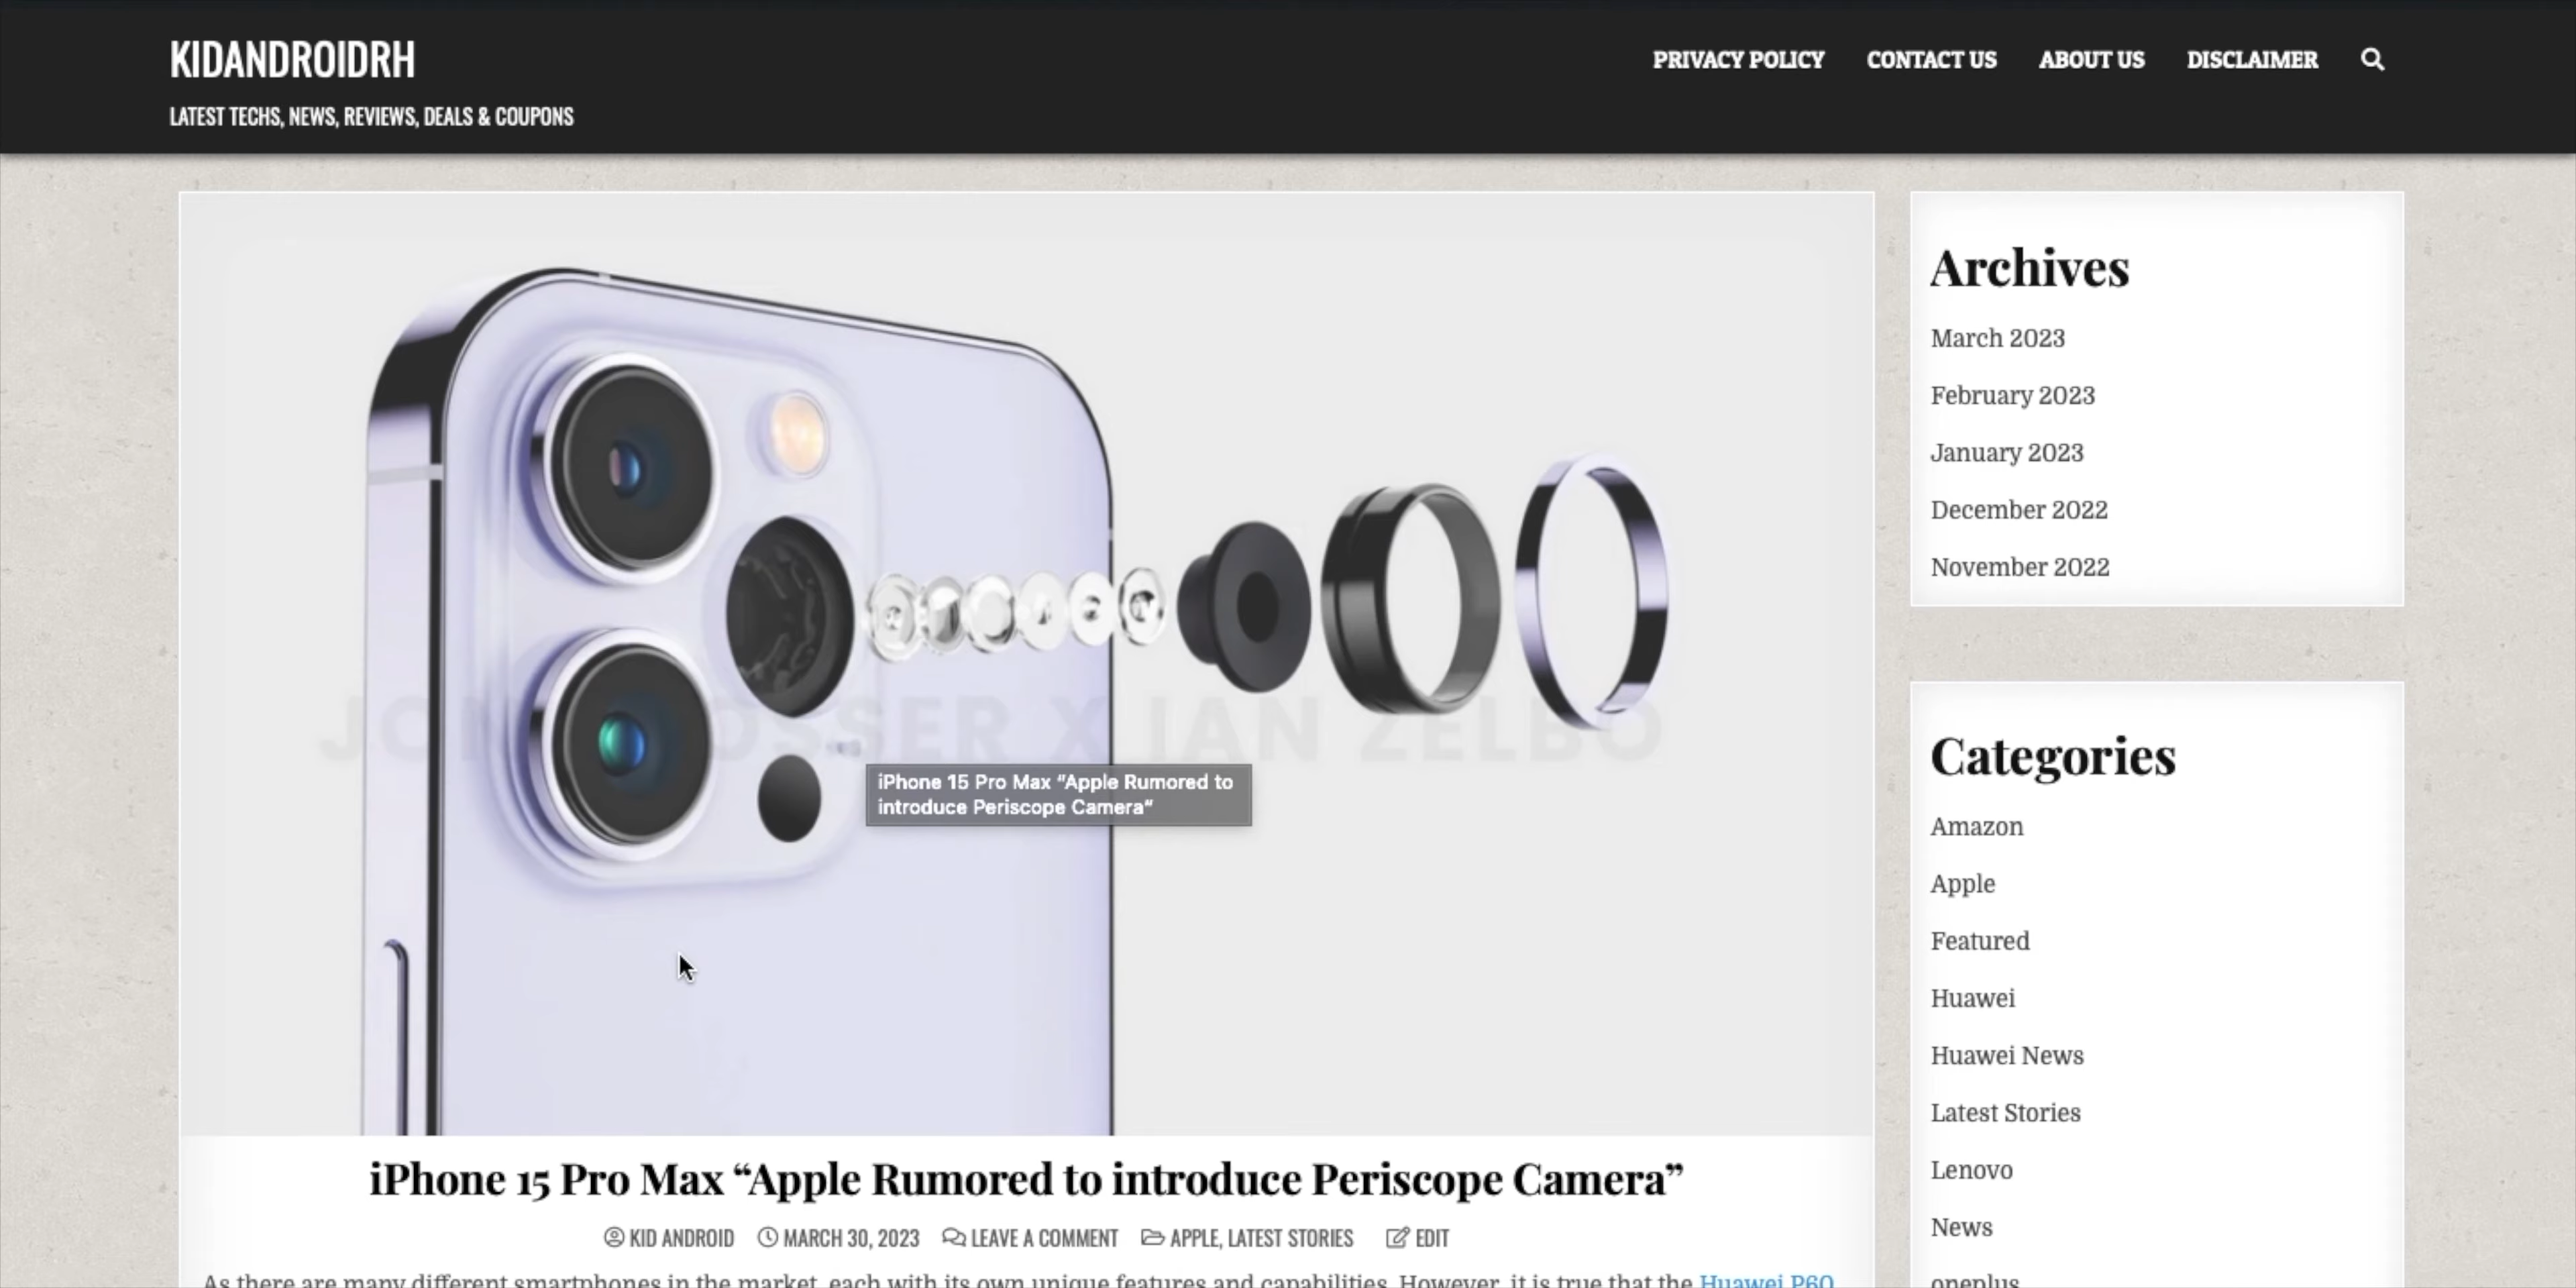 KIDANDROIDRH
LATEST TECHS, NEWS, REVIEWS, DEALS & COUPONS
PRIVACY POLICY CONTACT US ABOUT US DISCLAIMER
SER X IAN ZELBO
iPhone 15 Pro Max “Apple Rumored to
introduce Periscope Camera“
iPhone 15 Pro Max “Apple Rumored to introduce Periscope Camera”
KID ANDROID MARCH 30, 2023 LEAVE A COMMENT APPLE, LATEST STORIES EDIT
As there are many different smartphones in the market, each with its own unique features and capabilities. However, it is true that the Huawei P60
Archives
March 2023
February 2023
January 2023
December 2022
November 2022
Categories
Amazon
Apple
Featured
Huawei
Huawei News
Latest Stories
Lenovo
News
oneplus